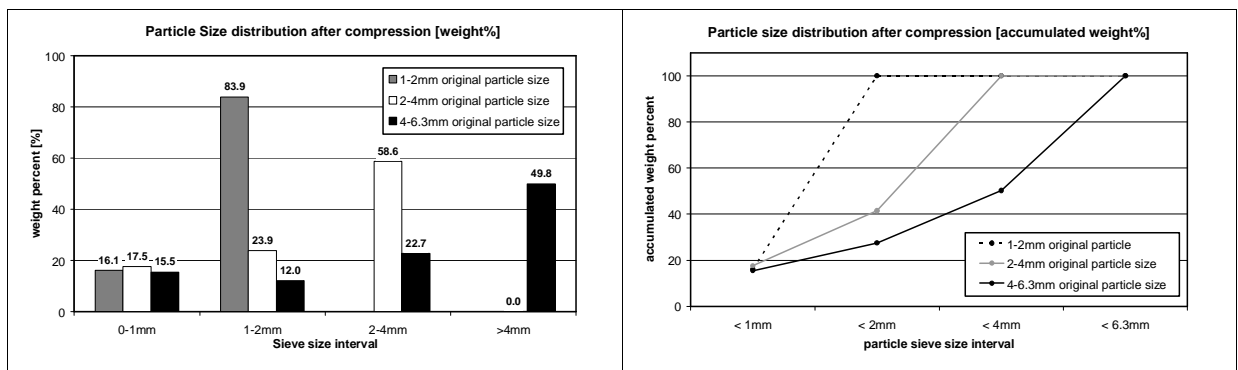 Particle Size distribution after compression [weight%]
weight percent [%]
100
80
60
40
20
0
1-2mm original particle size
2-4mm original particle size
4-6.3mm original particle size
16.1 17.5 15.5
83.9 23.9 12.0
58.6 22.7
0.0 49.8
0-1mm 1-2mm 2-4mm >4mm
Sieve size interval
Particle size distribution after compression [accumulated weight%]
accumulated weight percent
100
80
60
40
20
0
1-2mm original particle
2-4mm original particle size
4-6.3mm original particle size
< 1mm < 2mm < 4mm < 6.3mm
particle sieve size interval